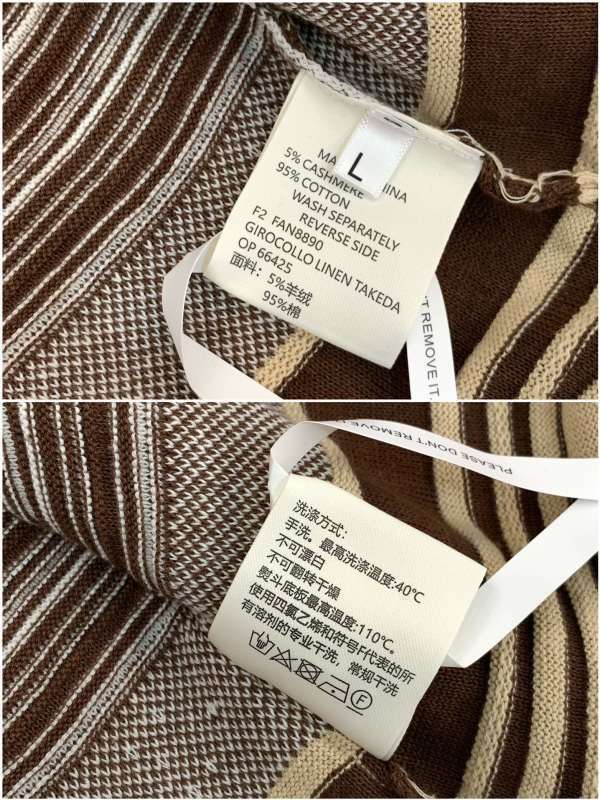 L
MA INA
5% CASHMERE
95% COTTON
WASH SEPARATELY
REVERSE SIDE
F2 FAN8890
GIROCOLLO LINEN TAKEDA
OP 66425
面料：5%羊绒
95%棉
T REMOVE IT.
PLEASE DON'T REMOVE
洗涤方式：
手洗。最高洗涤温度:40℃
不可漂白
不可翻转干燥
熨斗底板最高温度:110℃。
使用四氯乙烯和符号F代表的所
有溶剂的专业干洗，常规干洗
F